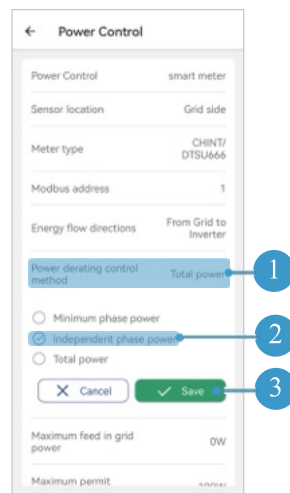 ← Power Control
Power Control smart meter
Sensor location Grid side
Meter type CHINT/
DTSU666
Modbus address 1
Energy flow directions From Grid to
Inverter
Power derating control
method Total power
1
Minimum phase power
Independent phase power
2
Total power
X Cancel ✓ Save
3
Maximum feed in grid
power 0W
Maximum permit